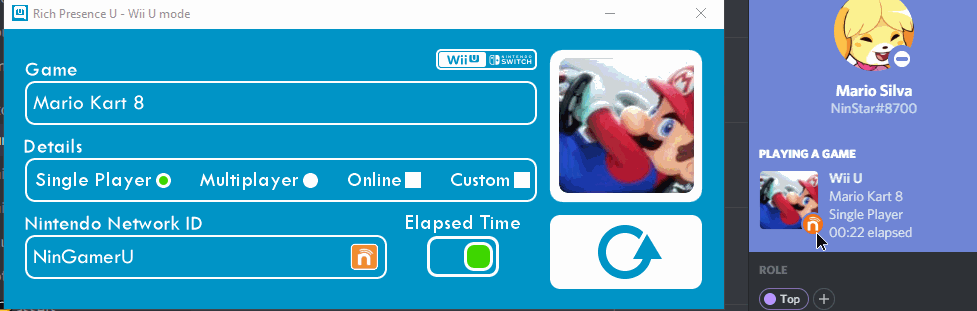 Rich Presence U - Wii U mode
Game
WiiU
NINTENDO
SWITCH
Mario Kart 8
Details
Single Player
Multiplayer
Online
Custom
Nintendo Network ID
NinGamerU
Elapsed Time
Mario Silva
NinStar#8700
PLAYING A GAME
Wii U
Mario Kart 8
Single Player
00:22 elapsed
ROLE
Top